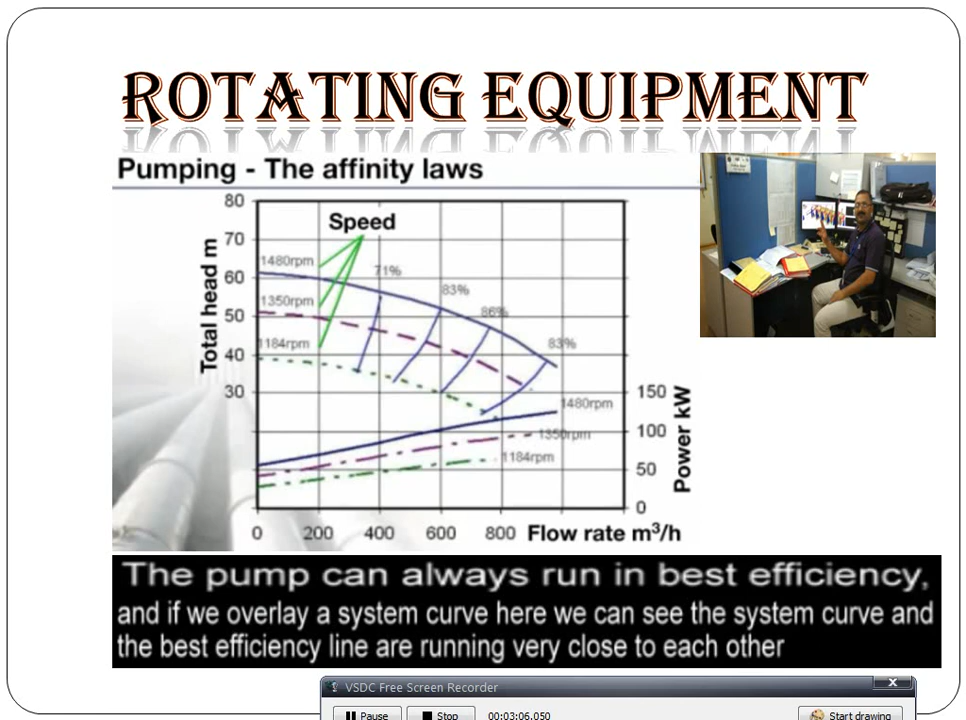 ROTATING EQUIPMENT
Pumping - The affinity laws
80
70
60
50
40
30
Total head m
Speed
1480rpm
1350rpm
1184rpm
71%
83%
86%
83%
1480rpm
1350rpm
1184rpm
150
100
50
0
Power kW
0 200 400 600 800 Flow rate m³/h
The pump can always run in best efficiency,
and if we overlay a system curve here we can see the system curve and
the best efficiency line are running very close to each other
VSDC Free Screen Recorder
Pause Stop 00:03:06.050 Start drawing